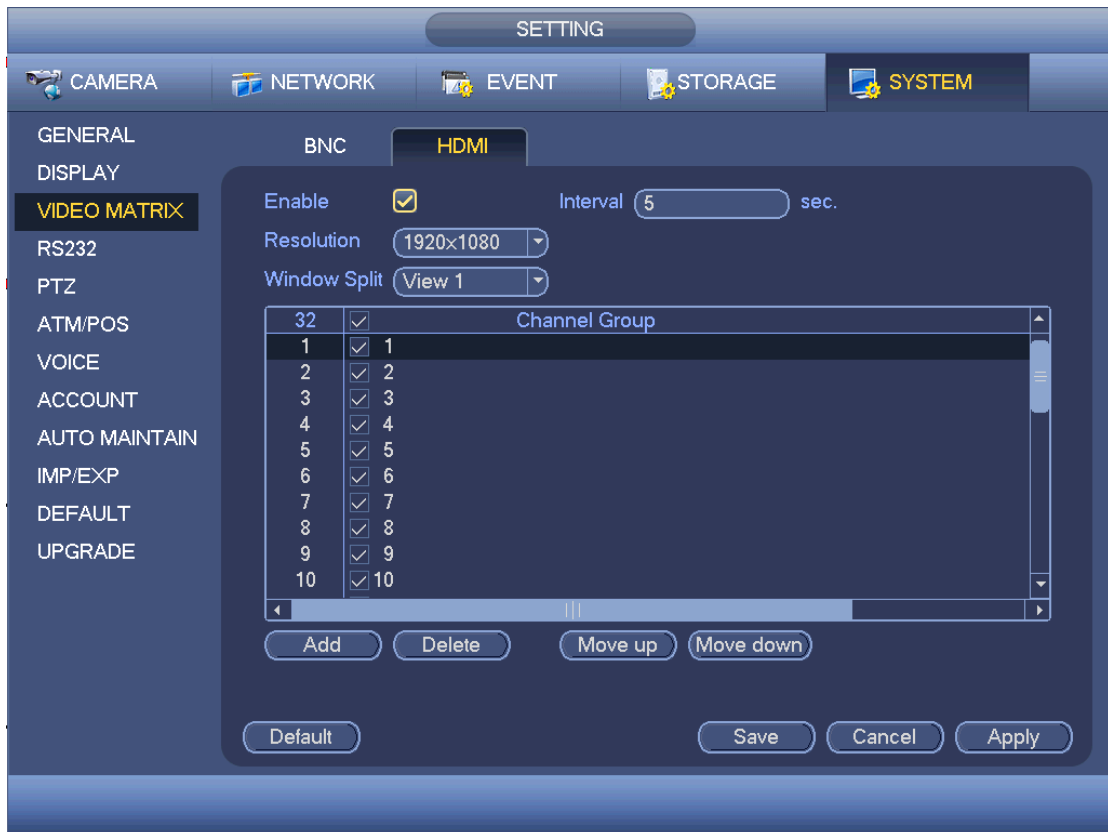 SETTING
CAMERA NETWORK EVENT STORAGE SYSTEM
GENERAL
DISPLAY
VIDEO MATRIX
RS232
PTZ
ATM/POS
VOICE
ACCOUNT
AUTO MAINTAIN
IMP/EXP
DEFAULT
UPGRADE
BNC HDMI
Enable Interval 5 sec.
Resolution 1920×1080
Window Split View 1
32 Channel Group
1 1
2 2
3 3
4 4
5 5
6 6
7 7
8 8
9 9
10 10
Add Delete Move up Move down
Default Save Cancel Apply